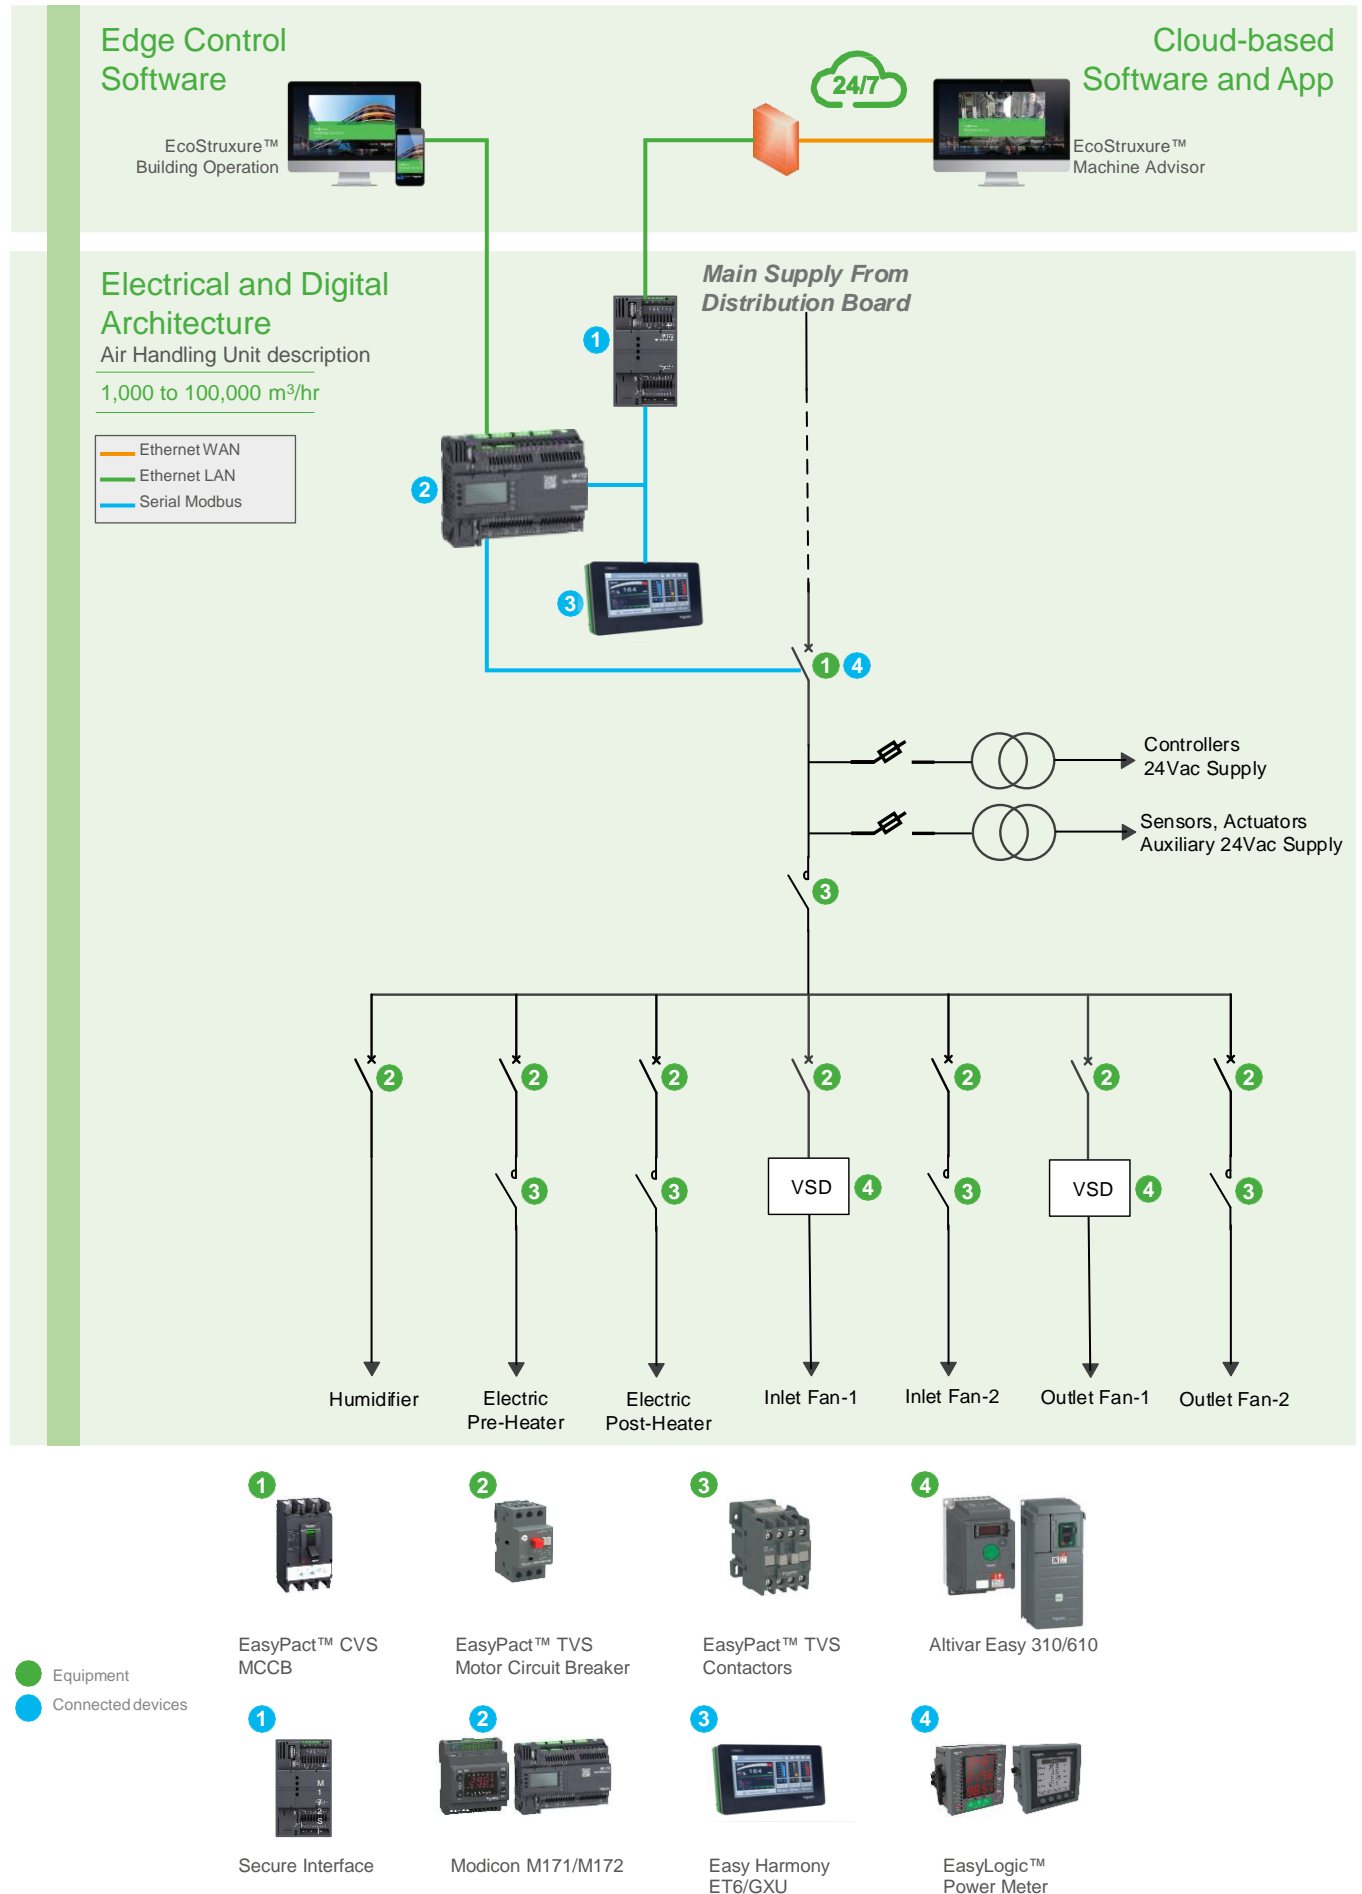 Edge Control
Software
Cloud-based
Software and App
24/7
EcoStruxure™
Building Operation
EcoStruxure™
Machine Advisor
Electrical and Digital
Architecture
Air Handling Unit description
1,000 to 100,000 m³/hr
Ethernet WAN
Ethernet LAN
Serial Modbus
Main Supply From
Distribution Board
1
2
3
1 4
Controllers
24Vac Supply
Sensors, Actuators
Auxiliary 24Vac Supply
3
2 2 2 2 2 2 2
3 3 VSD 4 3 VSD 4 3
Humidifier
Electric
Pre-Heater
Electric
Post-Heater
Inlet Fan-1
Inlet Fan-2
Outlet Fan-1
Outlet Fan-2
1
EasyPact™ CVS
MCCB
2
EasyPact™ TVS
Motor Circuit Breaker
3
EasyPact™ TVS
Contactors
4
Altivar Easy 310/610
Equipment
Connected devices
1
Secure Interface
2
Modicon M171/M172
3
Easy Harmony
ET6/GXU
4
EasyLogic™
Power Meter